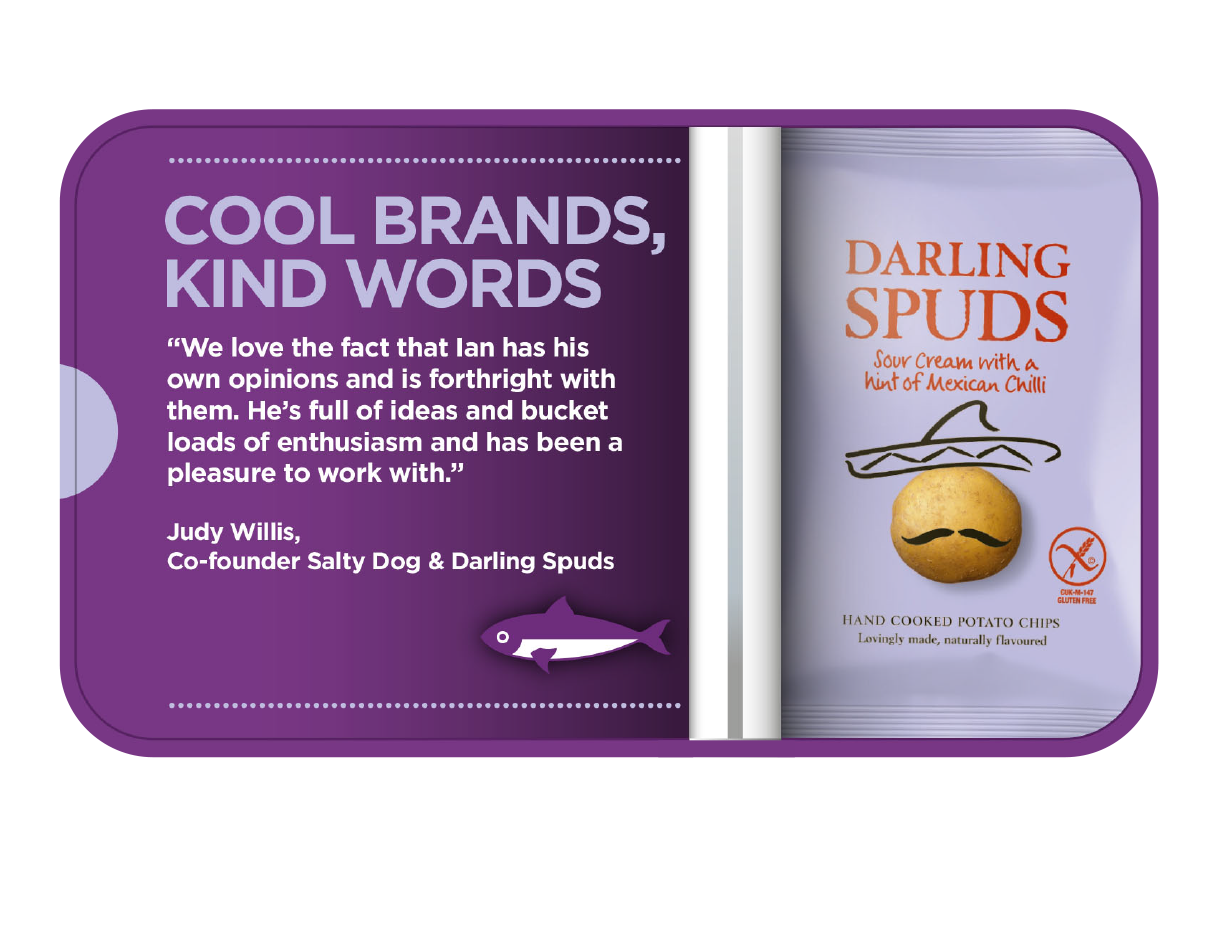 COOL BRANDS,
KIND WORDS
“We love the fact that Ian has his
own opinions and is forthright with
them. He’s full of ideas and bucket
loads of enthusiasm and has been a
pleasure to work with.”
Judy Willis,
Co-founder Salty Dog & Darling Spuds
DARLING
SPUDS
Sour Cream with a
hint of Mexican Chilli
©
CUK-M-147
GLUTEN FREE
HAND COOKED POTATO CHIPS
Lovingly made, naturally flavoured